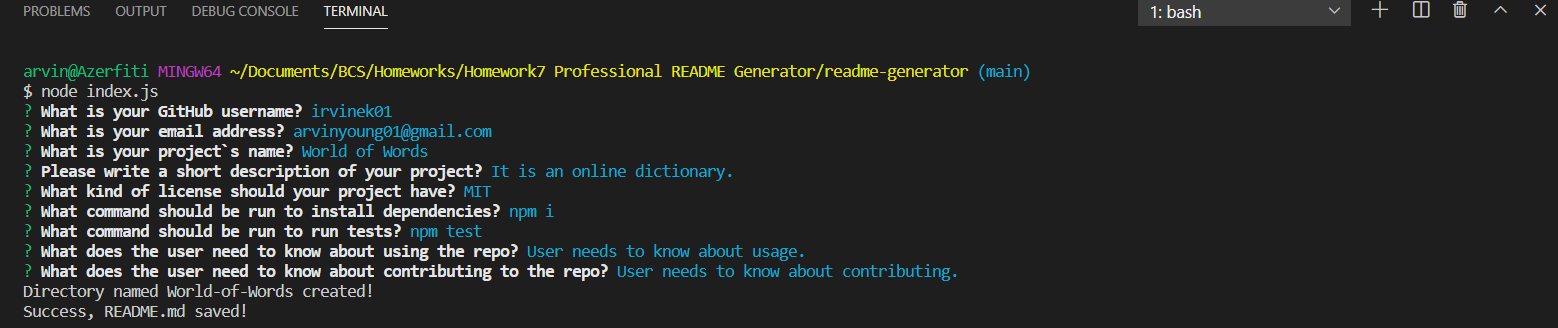 PROBLEMS OUTPUT DEBUG CONSOLE TERMINAL 1: bash
arvin@Azerfiti MINGW64 ~/Documents/BCS/Homeworks/Homework7 Professional README Generator/readme-generator (main)
$ node index.js
? What is your GitHub username? irvinek01
? What is your email address? arvinyoung01@gmail.com
? What is your project`s name? World of Words
? Please write a short description of your project? It is an online dictionary.
? What kind of license should your project have? MIT
? What command should be run to install dependencies? npm i
? What command should be run to run tests? npm test
? What does the user need to know about using the repo? User needs to know about usage.
? What does the user need to know about contributing to the repo? User needs to know about contributing.
Directory named World-of-Words created!
Success, README.md saved!